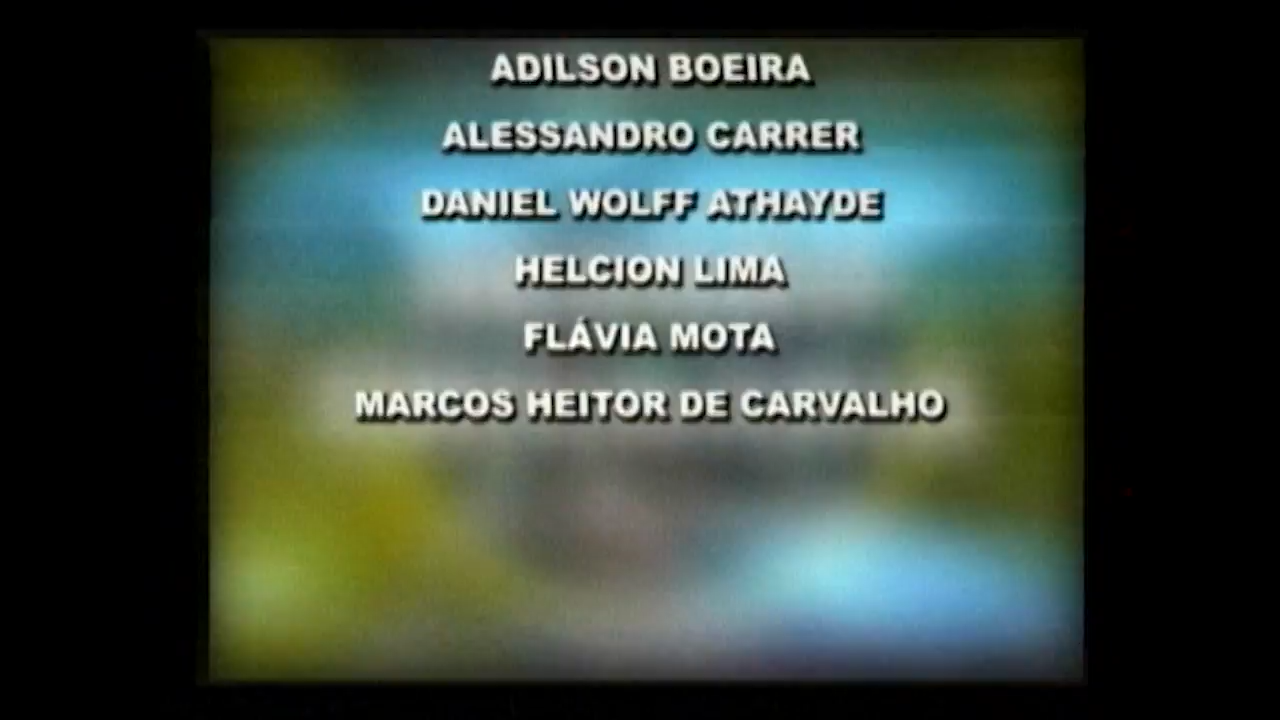 ADILSON BOEIRA
ALESSANDRO CARRER
DANIEL WOLFF ATHAYDE
HELCION LIMA
FLÁVIA MOTA
MARCOS HEITOR DE CARVALHO